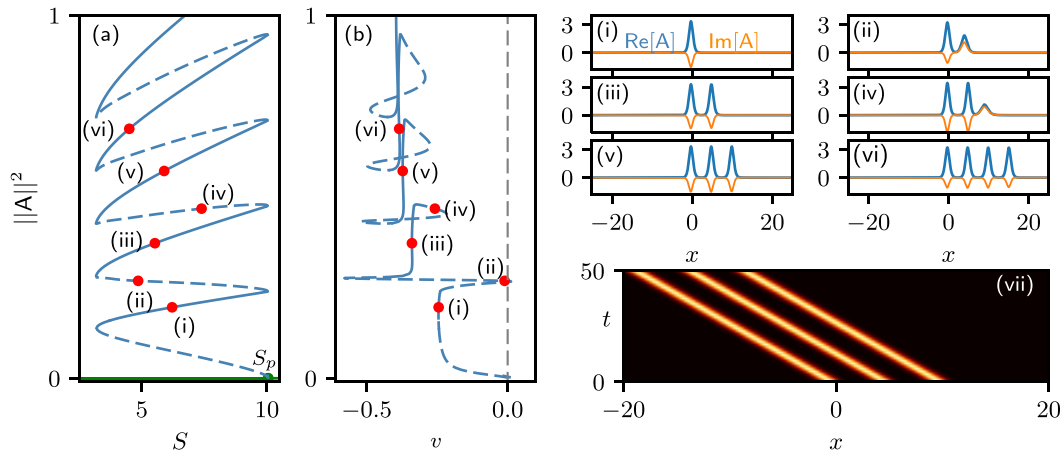 1
(a)
(vi)
(v)
(iv)
(iii)
(ii)
(i)
S_p
||A||²
0
5
10
S
1
(b)
(vi)
(v)
(iv)
(iii)
(ii)
(i)
0
−0.5
0.0
v
3
0
(i)
Re[A]
Im[A]
3
0
(ii)
3
0
(iii)
3
0
(iv)
3
0
(v)
3
0
(vi)
−20
0
20
x
−20
0
20
x
50
t
0
(vii)
−20
0
20
x